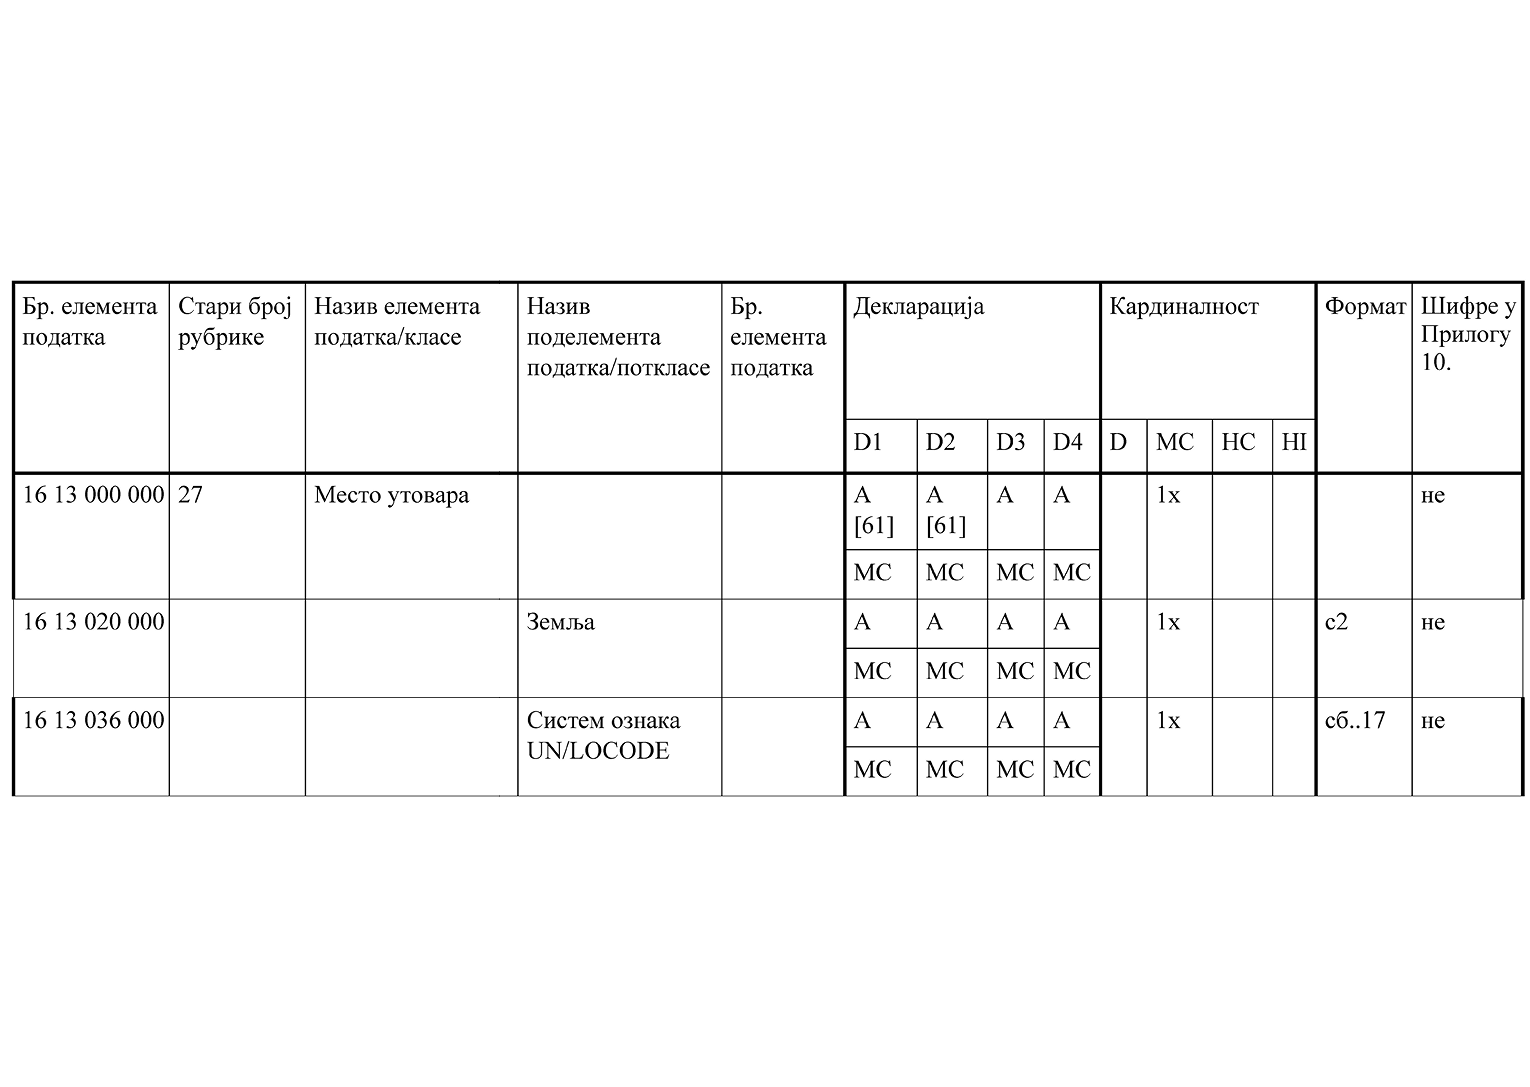 Бр. елемента податка | Стари број рубрике | Назив елемента податка/класе | Назив поделемента податка/поткласе | Бр. елемента податка | Декларација | Кардиналност | Формат | Шифре у Прилогу 10.
D1 | D2 | D3 | D4 | D | MC | HC | HI
16 13 000 000 | 27 | Место утовара | A [61] | A [61] | A | A | 1x | не
MC | MC | MC | MC
16 13 020 000 | Земља | A | A | A | A | 1x | с2 | не
MC | MC | MC | MC
16 13 036 000 | Систем ознака UN/LOCODE | A | A | A | A | 1x | сб..17 | не
MC | MC | MC | MC